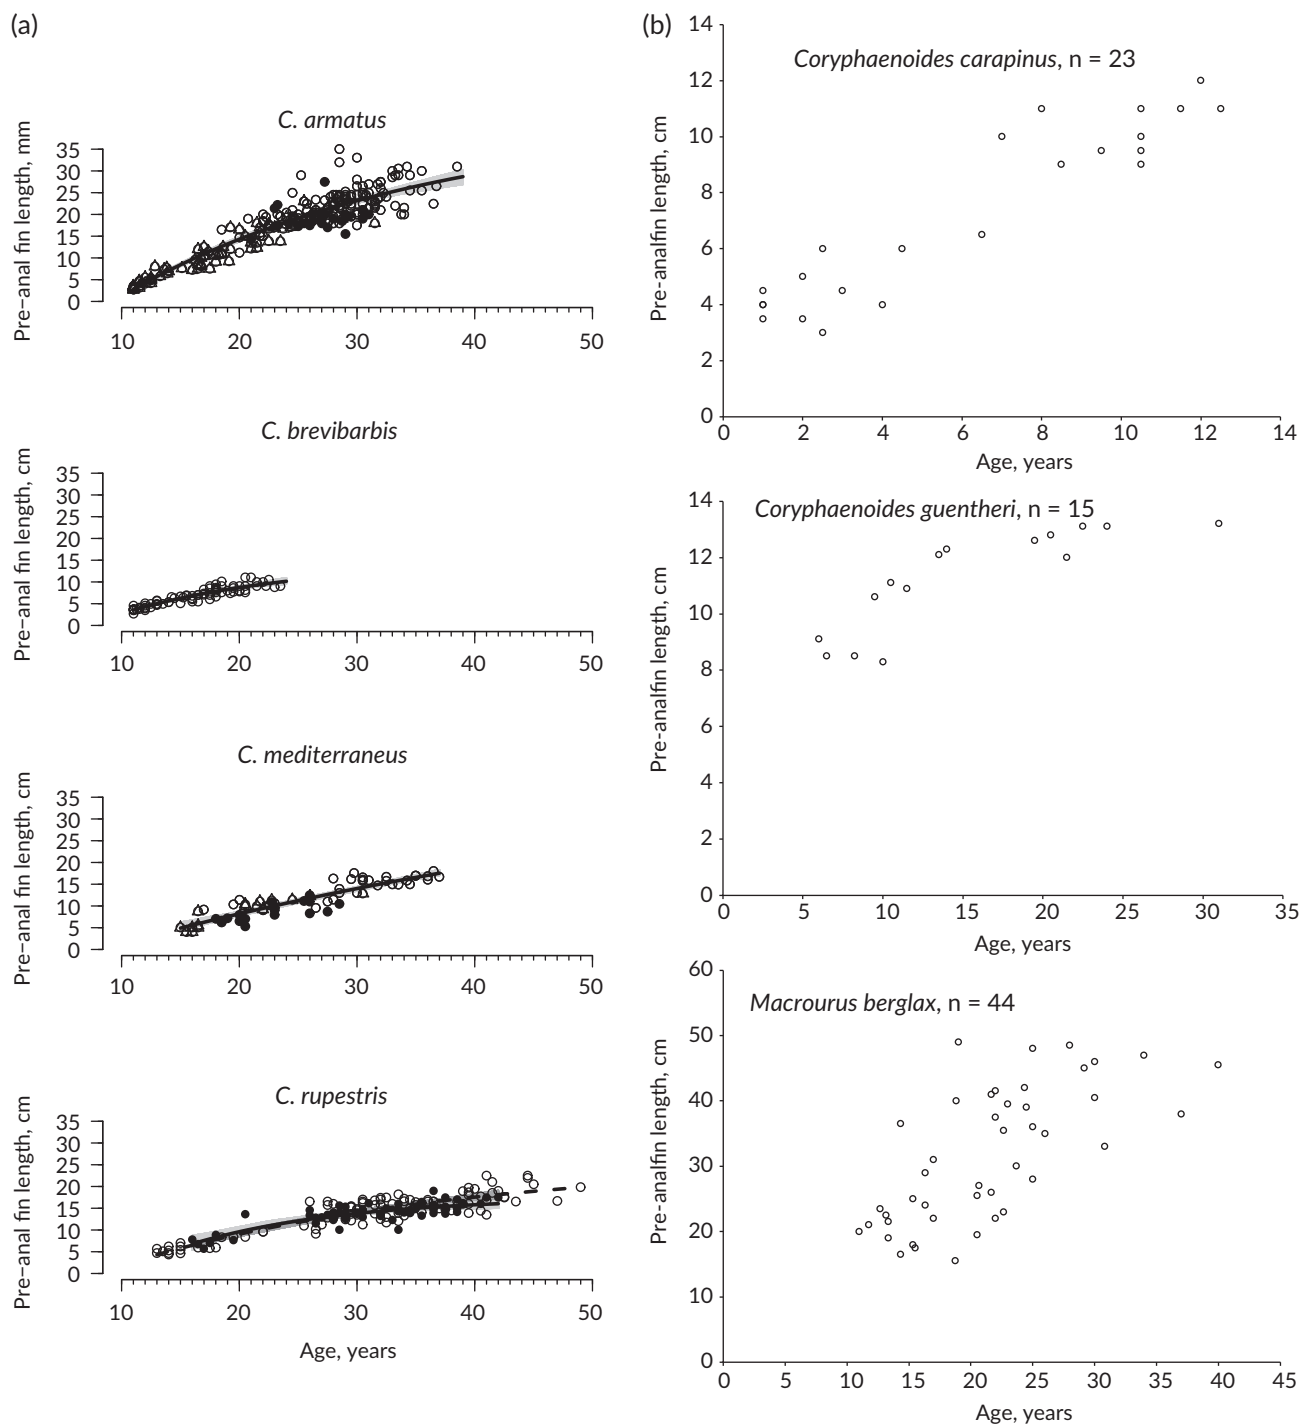 (a)
C. armatus
Pre–anal fin length, mm
35
30
25
20
15
10
5
0
10 20 30 40 50
C. brevibarbis
Pre–anal fin length, cm
35
30
25
20
15
10
5
0
10 20 30 40 50
C. mediterraneus
Pre–anal fin length, cm
35
30
25
20
15
10
5
0
10 20 30 40 50
C. rupestris
Pre–anal fin length, cm
35
30
25
20
15
10
5
0
10 20 30 40 50
Age, years
(b)
Coryphaenoides carapinus, n = 23
Pre-analfin length, cm
14
12
10
8
6
4
2
0
0 2 4 6 8 10 12 14
Age, years
Coryphaenoides guentheri, n = 15
Pre-analfin length, cm
14
12
10
8
6
4
2
0
0 5 10 15 20 25 30 35
Age, years
Macrourus berglax, n = 44
Pre-analfin length, cm
60
50
40
30
20
10
0
0 5 10 15 20 25 30 35 40 45
Age, years